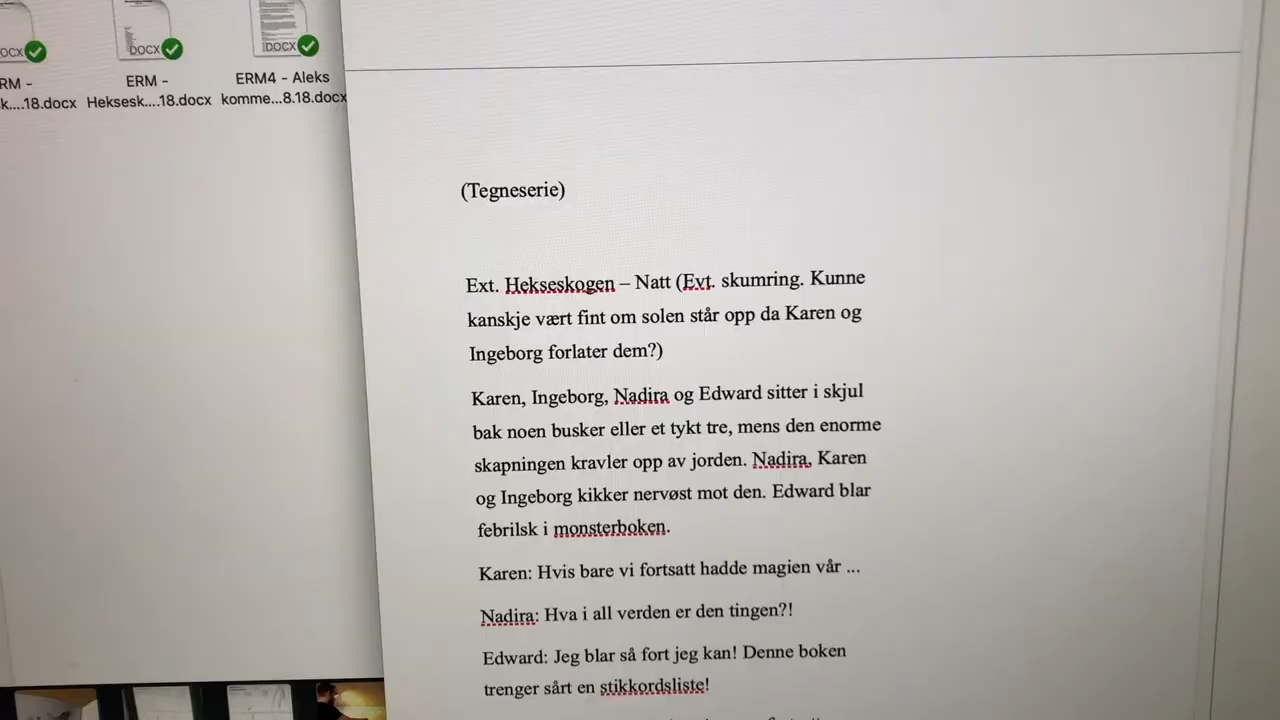 DOCX
DOCX
ERM -
ERM4 - Aleks
k....18.docx
Heksesk....18.docx
komme...8.18.docx
(Tegneserie)
Ext. Hekseskogen – Natt (Evt. skumring. Kunne
kanskje vært fint om solen står opp da Karen og
Ingeborg forlater dem?)
Karen, Ingeborg, Nadira og Edward sitter i skjul
bak noen busker eller et tykt tre, mens den enorme
skapningen kravler opp av jorden. Nadira, Karen
og Ingeborg kikker nervøst mot den. Edward blar
febrilsk i monsterboken.
Karen: Hvis bare vi fortsatt hadde magien vår ...
Nadira: Hva i all verden er den tingen?!
Edward: Jeg blar så fort jeg kan! Denne boken
trenger sårt en stikkordsliste!